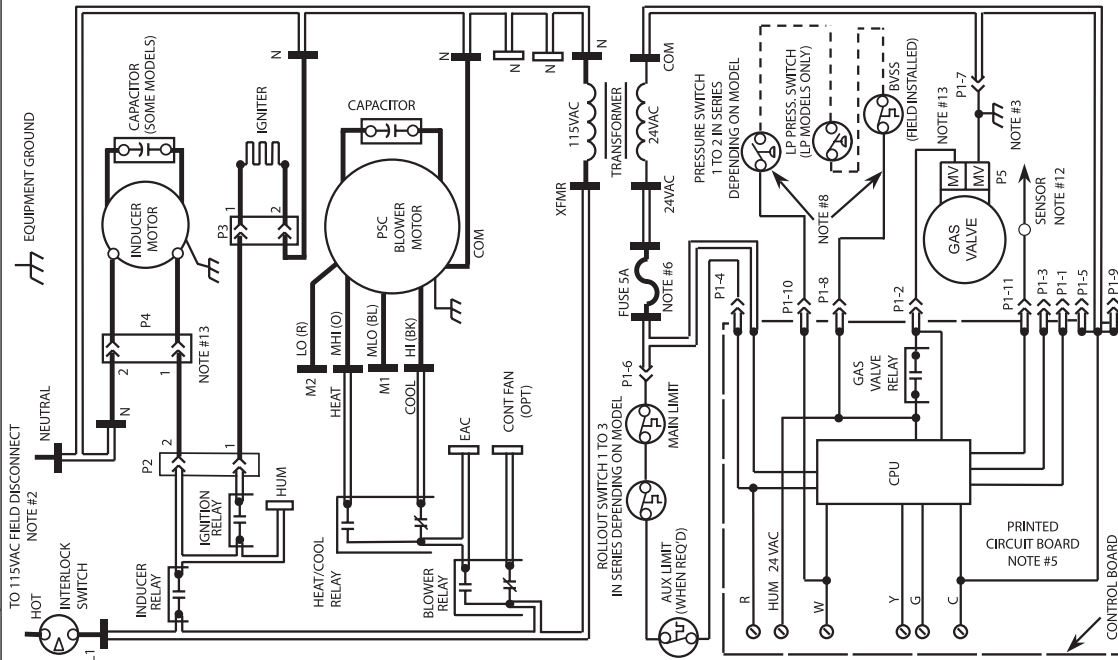 TO 115VAC FIELD DISCONNECT
NOTE #2
HOT
INTERLOCK
SWITCH
L1
NEUTRAL
N
EQUIPMENT GROUND
CAPACITOR
(SOME MODELS)
INDUCER
MOTOR
P4
2
1
NOTE #13
P2
2
1
P3
1
2
IGNITER
N
INDUCER
RELAY
IGNITION
RELAY
HUM
CAPACITOR
PSC
BLOWER
MOTOR
COM
N
N
N
LO (R)
MHI (O)
MLO (BL)
HI (BK)
M2
HEAT
M1
COOL
HEAT/COOL
RELAY
BLOWER
RELAY
EAC
CONT FAN
(OPT)
XFMR
115VAC
N
TRANSFORMER
24VAC
24VAC
COM
FUSE 5A
NOTE #6
P1-6
MAIN LIMIT
ROLLOUT SWITCH 1 TO 3
IN SERIES DEPENDING ON MODEL
AUX LIMIT
(WHEN REQ'D)
PRESSURE SWITCH
1 TO 2 IN SERIES
DEPENDING ON MODEL
LP PRESS. SWITCH
(LP MODELS ONLY)
BVSS
(FIELD INSTALLED)
NOTE #8
P1-7
NOTE #13
NOTE #3
MV
MV
P5
GAS
VALVE
SENSOR
NOTE #12
P1-4
P1-10
P1-8
P1-2
P1-11
P1-3
P1-1
P1-5
P1-9
GAS
VALVE
RELAY
CPU
R
HUM 24 VAC
W
Y
G
C
PRINTED
CIRCUIT BOARD
NOTE #5
CONTROL BOARD